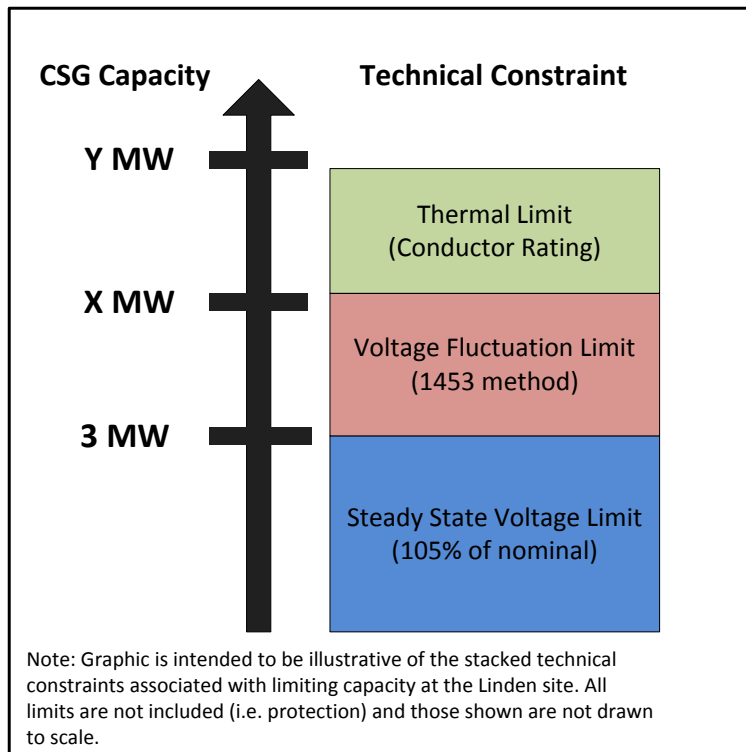 CSG Capacity
Technical Constraint
Y MW
Thermal Limit
(Conductor Rating)
X MW
Voltage Fluctuation Limit
(1453 method)
3 MW
Steady State Voltage Limit
(105% of nominal)
Note: Graphic is intended to be illustrative of the stacked technical
constraints associated with limiting capacity at the Linden site. All
limits are not included (i.e. protection) and those shown are not drawn
to scale.